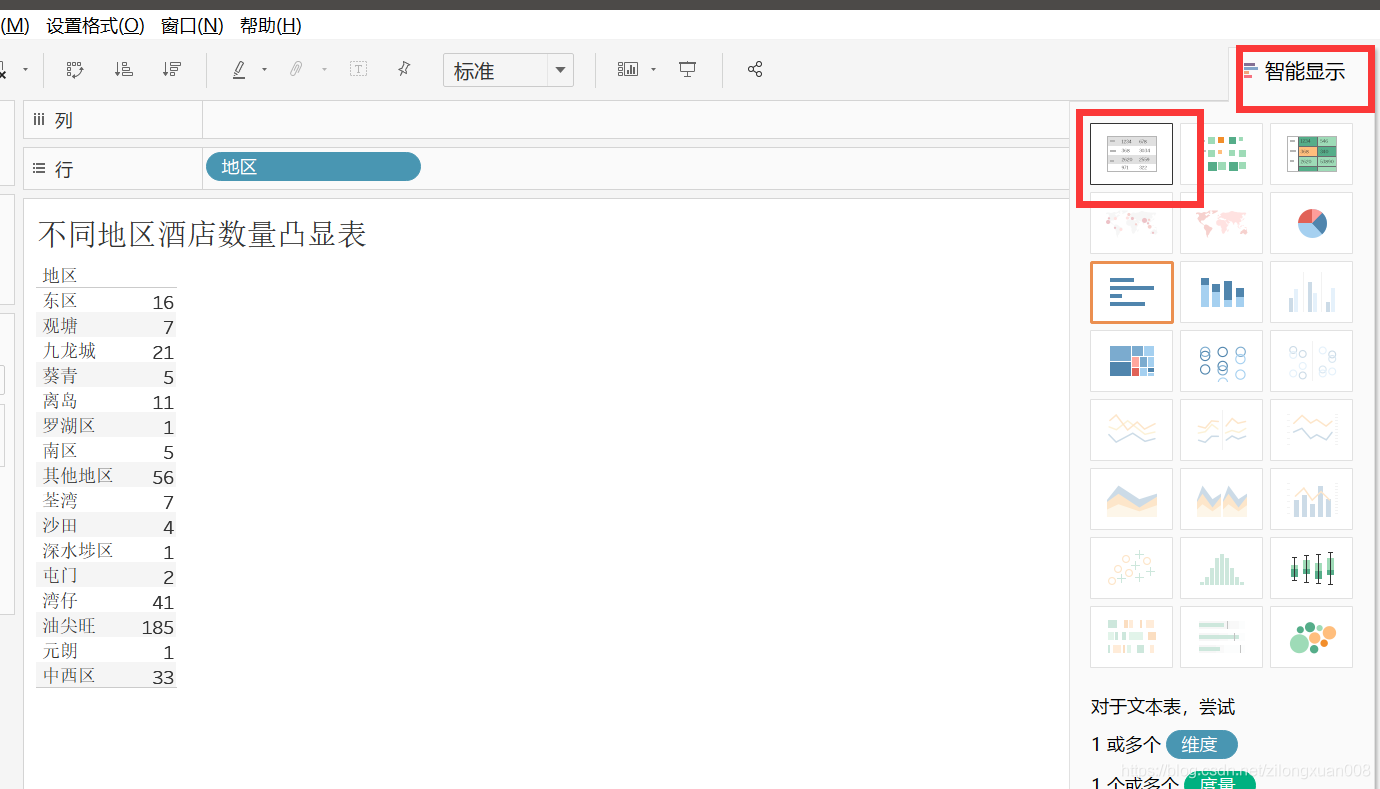 (M) 设置格式(O) 窗口(N) 帮助(H)
标准
智能显示
列
行 地区
不同地区酒店数量凸显表
地区
东区 16
观塘 7
九龙城 21
葵青 5
离岛 11
罗湖区 1
南区 5
其他地区 56
荃湾 7
沙田 4
深水埗区 1
屯门 2
湾仔 41
油尖旺 185
元朗 1
中西区 33
对于文本表，尝试
1 或多个 维度
https://blog.csdn.net/zilongxuan008
1 个或多个 度量